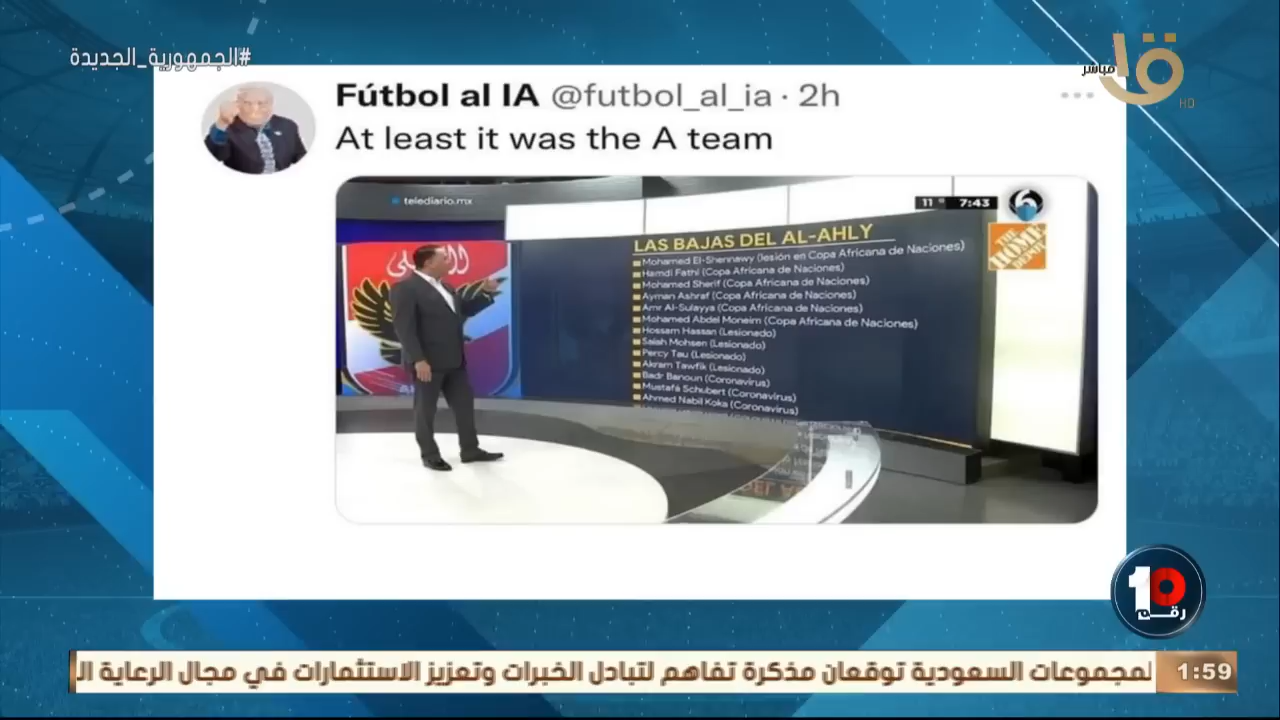 #الجمهورية_الجديدة
مباشر
HD
Fútbol al IA @futbol_al_ia · 2h
At least it was the A team
telediario.mx
11° 7:43
THE HOME DEPOT
LAS BAJAS DEL AL-AHLY
Mohamed El-Shennawy (lesión en Copa Africana de Naciones)
Hamdi Fathi (Copa Africana de Naciones)
Mohamed Sherif (Copa Africana de Naciones)
Ayman Ashraf (Copa Africana de Naciones)
Amr Al-Sulayya (Copa Africana de Naciones)
Mohamed Abdel Moneim (Copa Africana de Naciones)
Hossam Hassan (Lesionado)
Salah Mohsen (Lesionado)
Percy Tau (Lesionado)
Akram Tawfik (Lesionado)
Badr Banoun (Coronavirus)
Mustafá Schubert (Coronavirus)
Ahmed Nabil Koka (Coronavirus)
رقم 10
لمجموعات السعودية توقعان مذكرة تفاهم لتبادل الخبرات وتعزيز الاستثمارات في مجال الرعاية ال
1:59